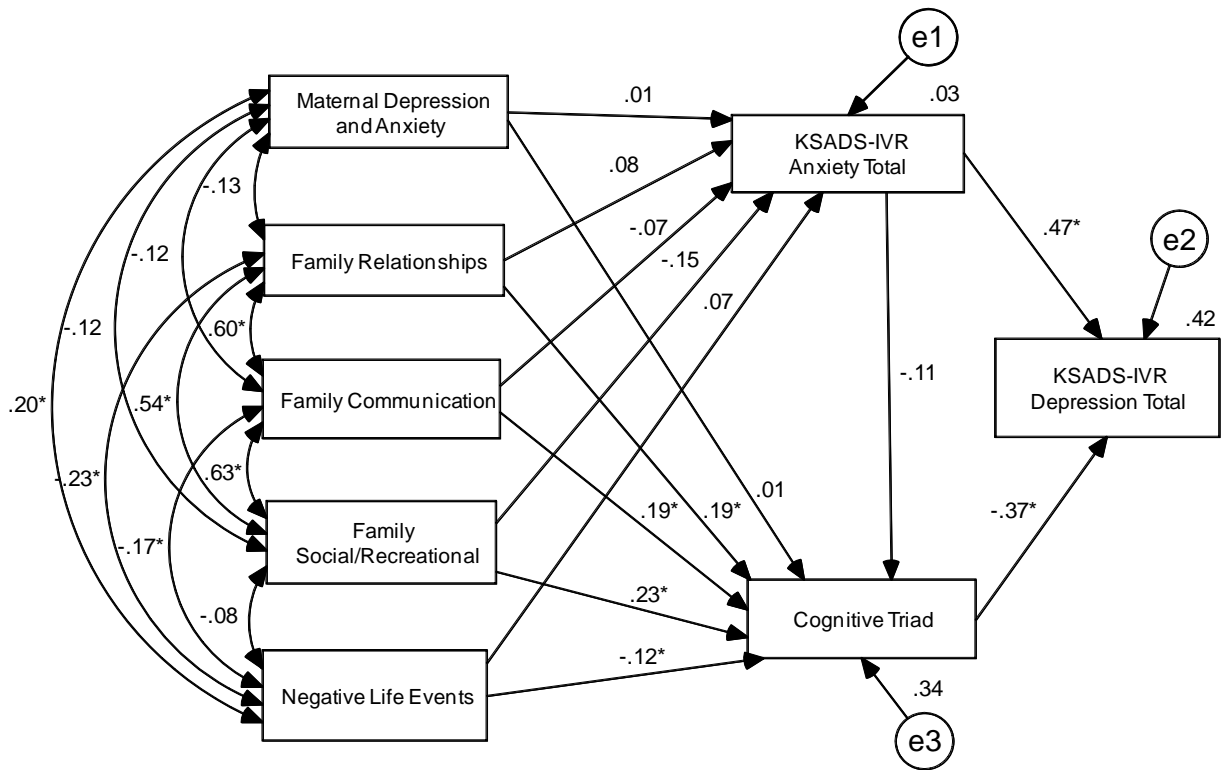 e1
.01
.03
Maternal Depression
and Anxiety
KSADS-IVR
Anxiety Total
.08
-.13
-.07
.47*
e2
Family Relationships
-.12
-.15
.07
-.12
.60*
.42
-.11
KSADS-IVR
Depression Total
.20*
.54*
Family Communication
-.23*
.63*
.01
.19*
.19*
-.37*
Family
Social/Recreational
-.17*
.23*
-.08
Cognitive Triad
-.12*
Negative Life Events
.34
e3